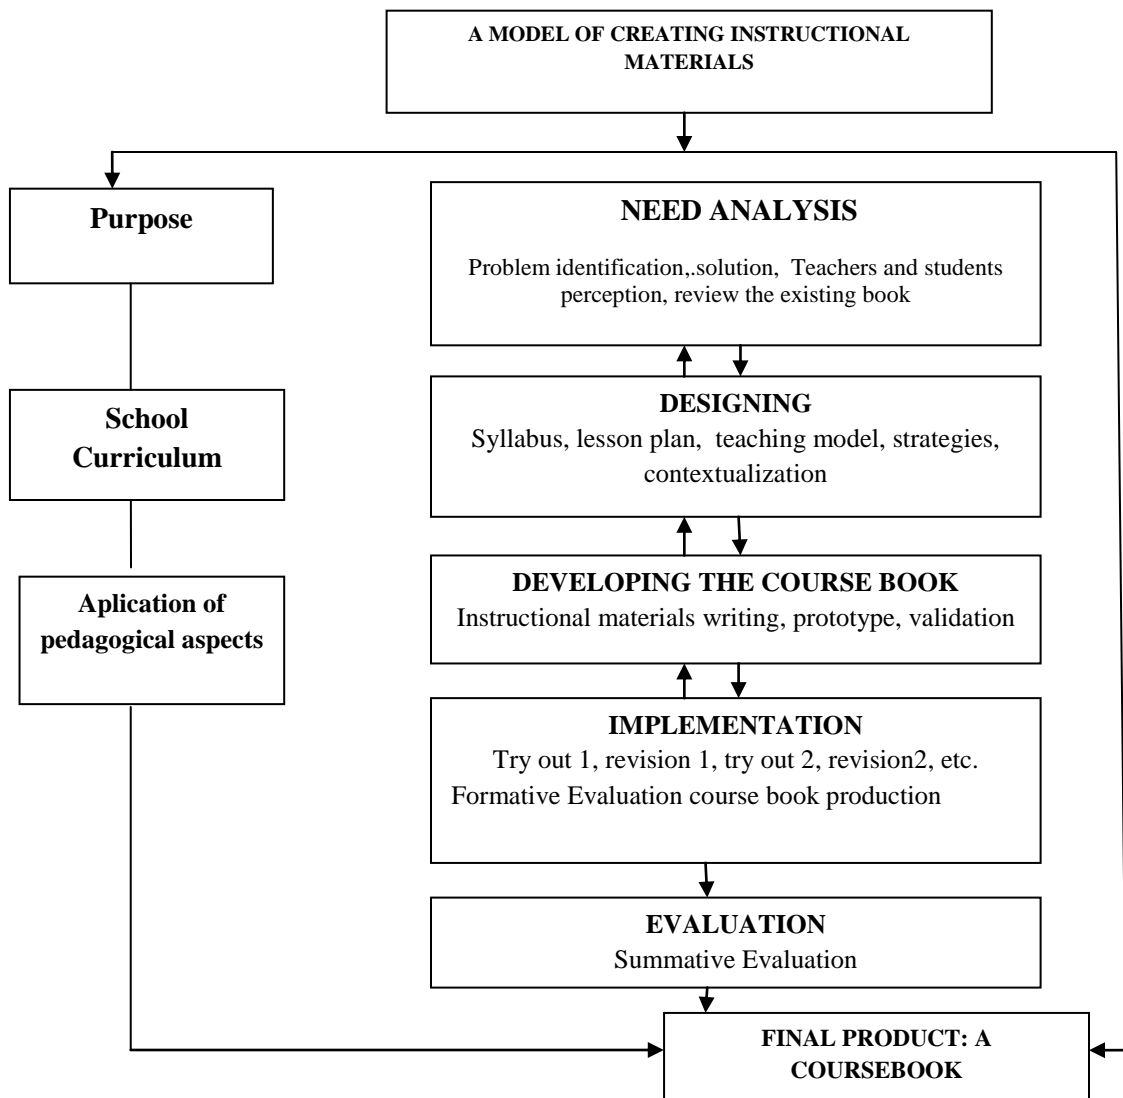 A MODEL OF CREATING INSTRUCTIONAL
MATERIALS
Purpose
NEED ANALYSIS
Problem identification,.solution, Teachers and students
perception, review the existing book
School
Curriculum
DESIGNING
Syllabus, lesson plan, teaching model, strategies,
contextualization
Aplication of
pedagogical aspects
DEVELOPING THE COURSE BOOK
Instructional materials writing, prototype, validation
IMPLEMENTATION
Try out 1, revision 1, try out 2, revision2, etc.
Formative Evaluation course book production
EVALUATION
Summative Evaluation
FINAL PRODUCT: A
COURSEBOOK